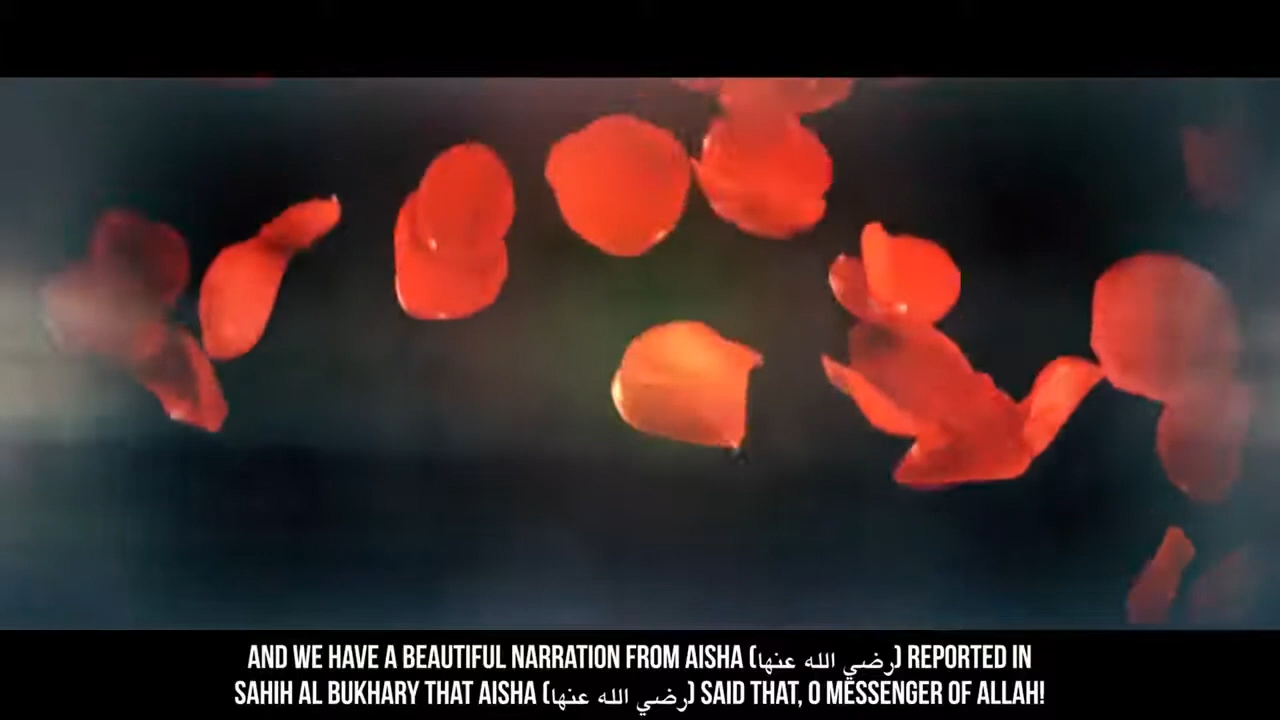 AND WE HAVE A BEAUTIFUL NARRATION FROM AISHA (رضي الله عنها) REPORTED IN
SAHIH AL BUKHARY THAT AISHA (رضي الله عنها) SAID THAT, O MESSENGER OF ALLAH!